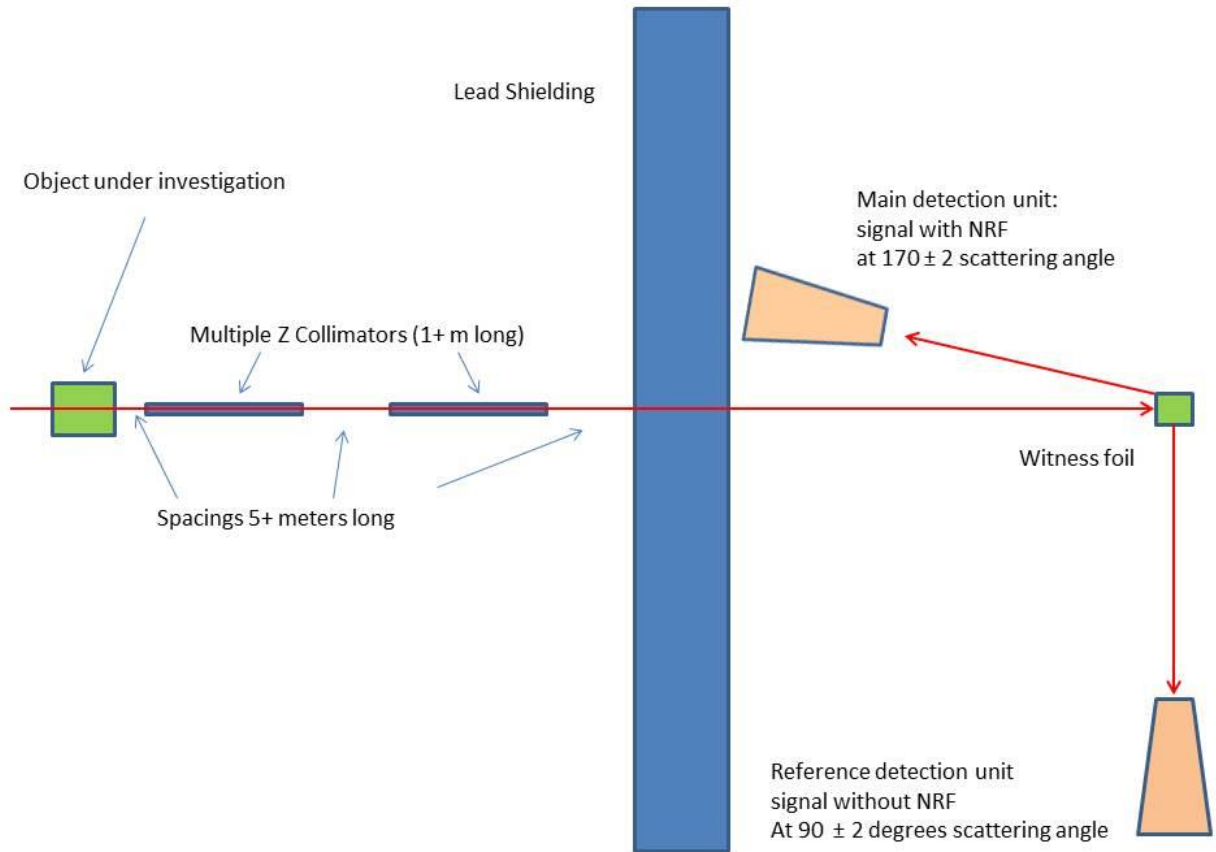 Lead Shielding
Object under investigation
Main detection unit:
signal with NRF
at 170 ± 2 scattering angle
Multiple Z Collimators (1+ m long)
Witness foil
Spacings 5+ meters long
Reference detection unit
signal without NRF
At 90 ± 2 degrees scattering angle